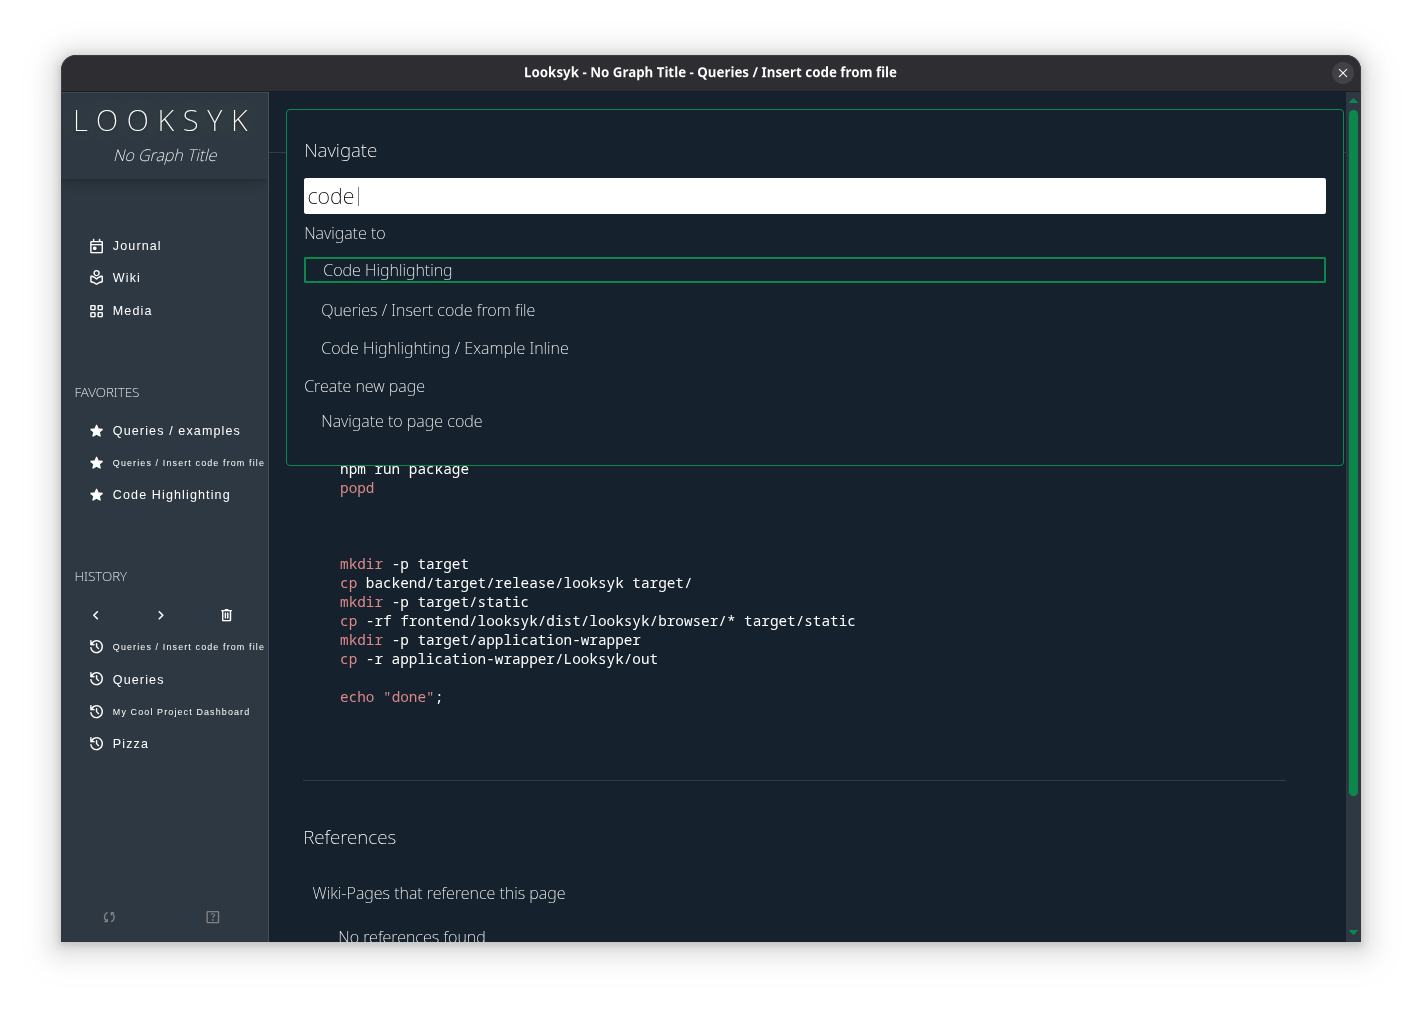 Looksyk - No Graph Title - Queries / Insert code from file
LOOKSYK
No Graph Title
Journal
Wiki
Media
FAVORITES
Queries / examples
Queries / Insert code from file
Code Highlighting
HISTORY
Queries / Insert code from file
Queries
My Cool Project Dashboard
Pizza
Navigate
code
Navigate to
Code Highlighting
Queries / Insert code from file
Code Highlighting / Example Inline
Create new page
Navigate to page code
npm run package
popd
mkdir -p target
cp backend/target/release/looksyk target/
mkdir -p target/static
cp -rf frontend/looksyk/dist/looksyk/browser/* target/static
mkdir -p target/application-wrapper
cp -r application-wrapper/Looksyk/out
echo "done";
References
Wiki-Pages that reference this page
No references found